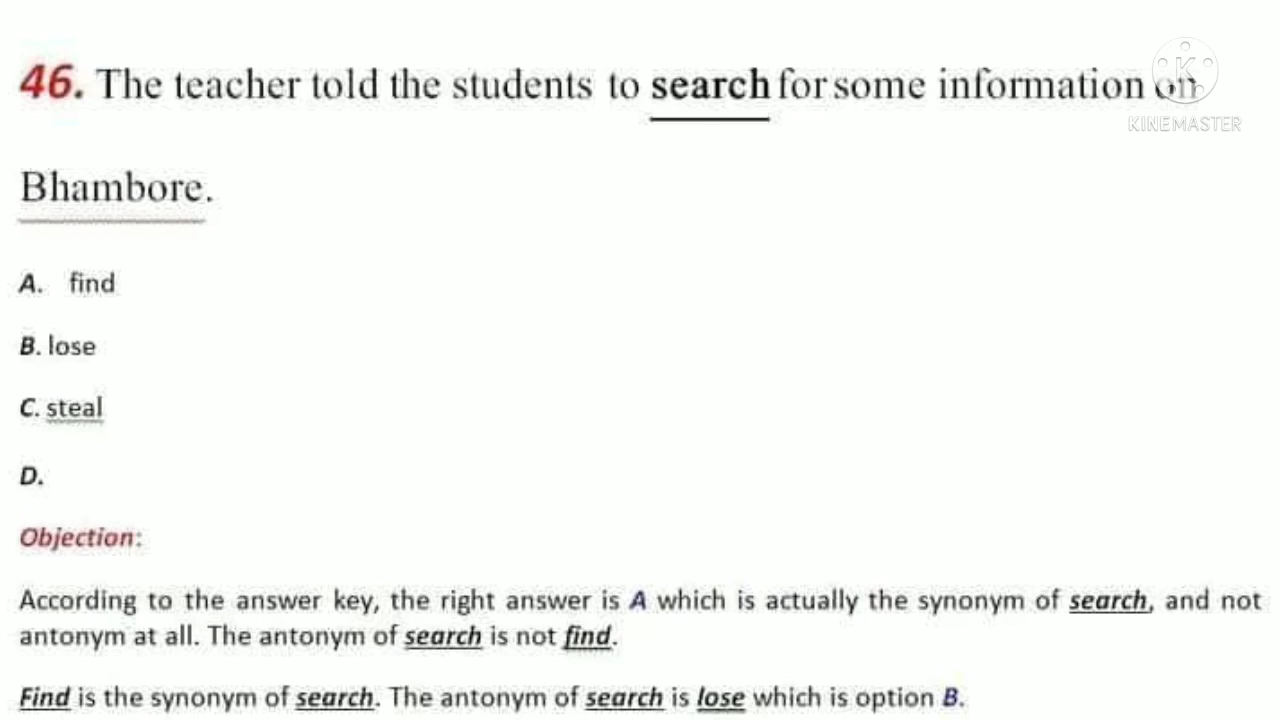 46. The teacher told the students to search for some information on
KINEMASTER
Bhambore.
A. find
B. lose
C. steal
D.
Objection:
According to the answer key, the right answer is A which is actually the synonym of search, and not
antonym at all. The antonym of search is not find.
Find is the synonym of search. The antonym of search is lose which is option B.